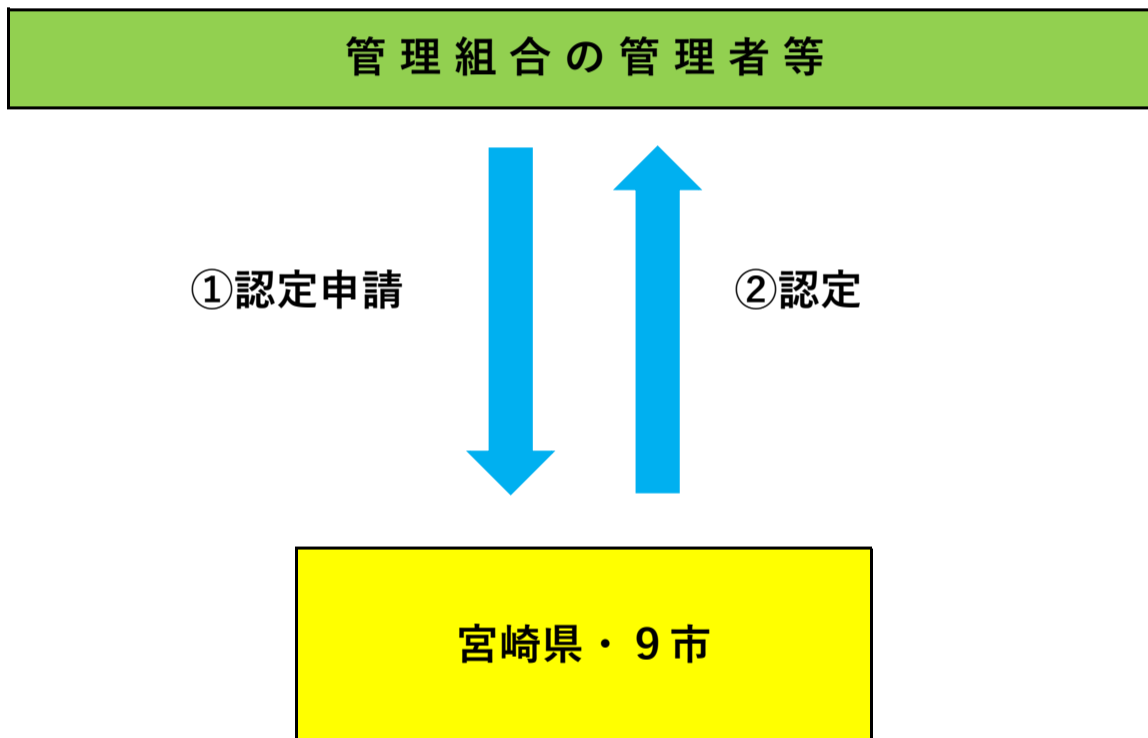 管理組合の管理者等
①認定申請
②認定
宮崎県・９市